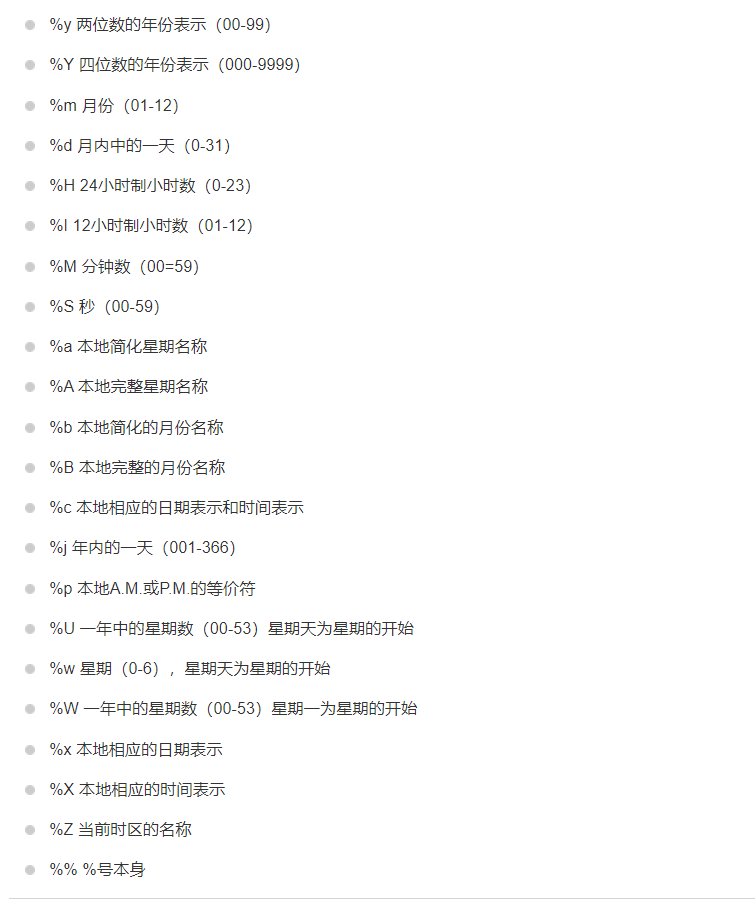 %y 两位数的年份表示（00-99）
%Y 四位数的年份表示（000-9999）
%m 月份（01-12）
%d 月内中的一天（0-31）
%H 24小时制小时数（0-23）
%I 12小时制小时数（01-12）
%M 分钟数（00=59）
%S 秒（00-59）
%a 本地简化星期名称
%A 本地完整星期名称
%b 本地简化的月份名称
%B 本地完整的月份名称
%c 本地相应的日期表示和时间表示
%j 年内的一天（001-366）
%p 本地A.M.或P.M.的等价符
%U 一年中的星期数（00-53）星期天为星期的开始
%w 星期（0-6），星期天为星期的开始
%W 一年中的星期数（00-53）星期一为星期的开始
%x 本地相应的日期表示
%X 本地相应的时间表示
%Z 当前时区的名称
%% %号本身